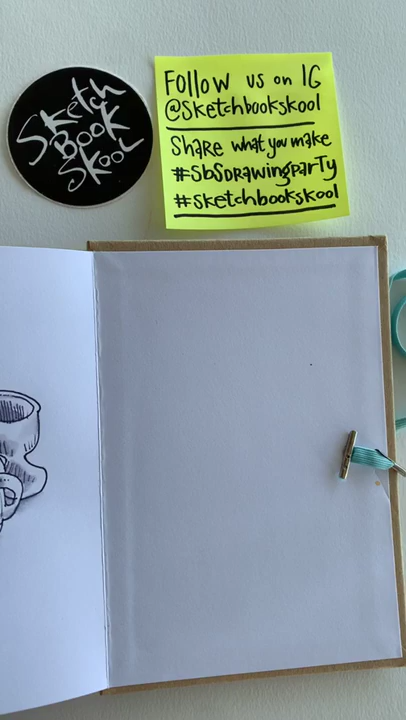 Sketch
Book
Skool
Follow us on IG
@Sketchbookskool
Share what you make
#SbSDrawingParTy
#Sketchbookskool